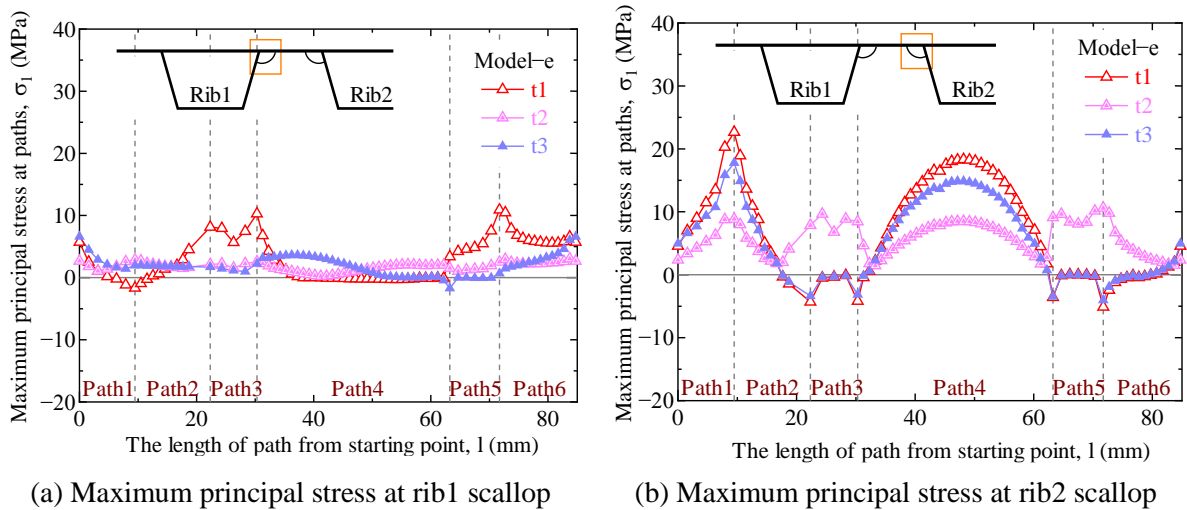 Maximum principal stress at paths, σ1 (MPa)
40
30
20
10
0
−10
−20
Rib1
Rib2
Model−e
t1
t2
t3
Path1
Path2
Path3
Path4
Path5
Path6
0
20
40
60
80
The length of path from starting point, l (mm)
(a) Maximum principal stress at rib1 scallop
Maximum principal stress at paths, σ1 (MPa)
40
30
20
10
0
−10
−20
Rib1
Rib2
Model−e
t1
t2
t3
Path1
Path2
Path3
Path4
Path5
Path6
0
20
40
60
80
The length of path from starting point, l (mm)
(b) Maximum principal stress at rib2 scallop